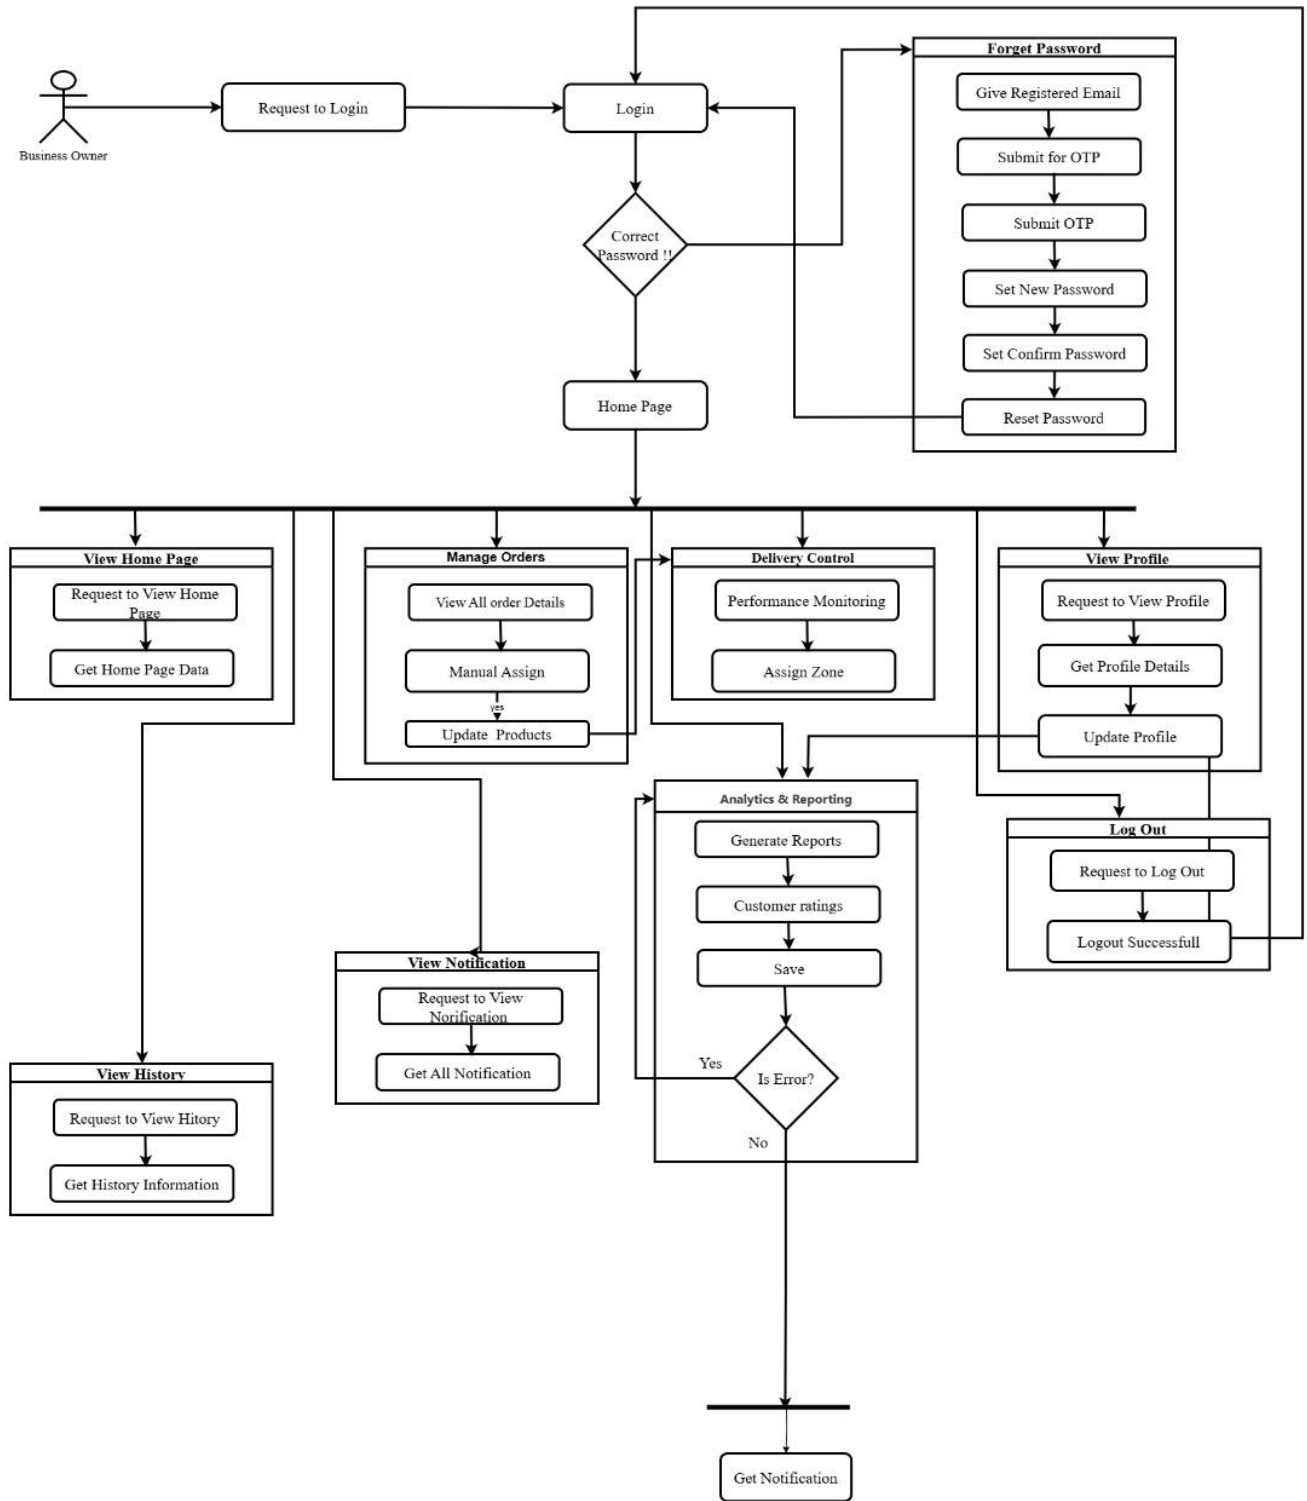 Forget Password
Give Registered Email
Request to Login
Login
Business Owner
Submit for OTP
Submit OTP
Correct
Password !!
Set New Password
Set Confirm Password
Home Page
Reset Password
View Home Page
Request to View Home
Page
Get Home Page Data
Manage Orders
View All order Details
Manual Assign
yes
Update Products
Delivery Control
Performance Monitoring
Assign Zone
View Profile
Request to View Profile
Get Profile Details
Update Profile
Analytics & Reporting
Generate Reports
Customer ratings
Save
Is Error?
Yes
No
Log Out
Request to Log Out
Logout Successfull
View Notification
Request to View
Norification
Get All Notification
View History
Request to View Hitory
Get History Information
Get Notification